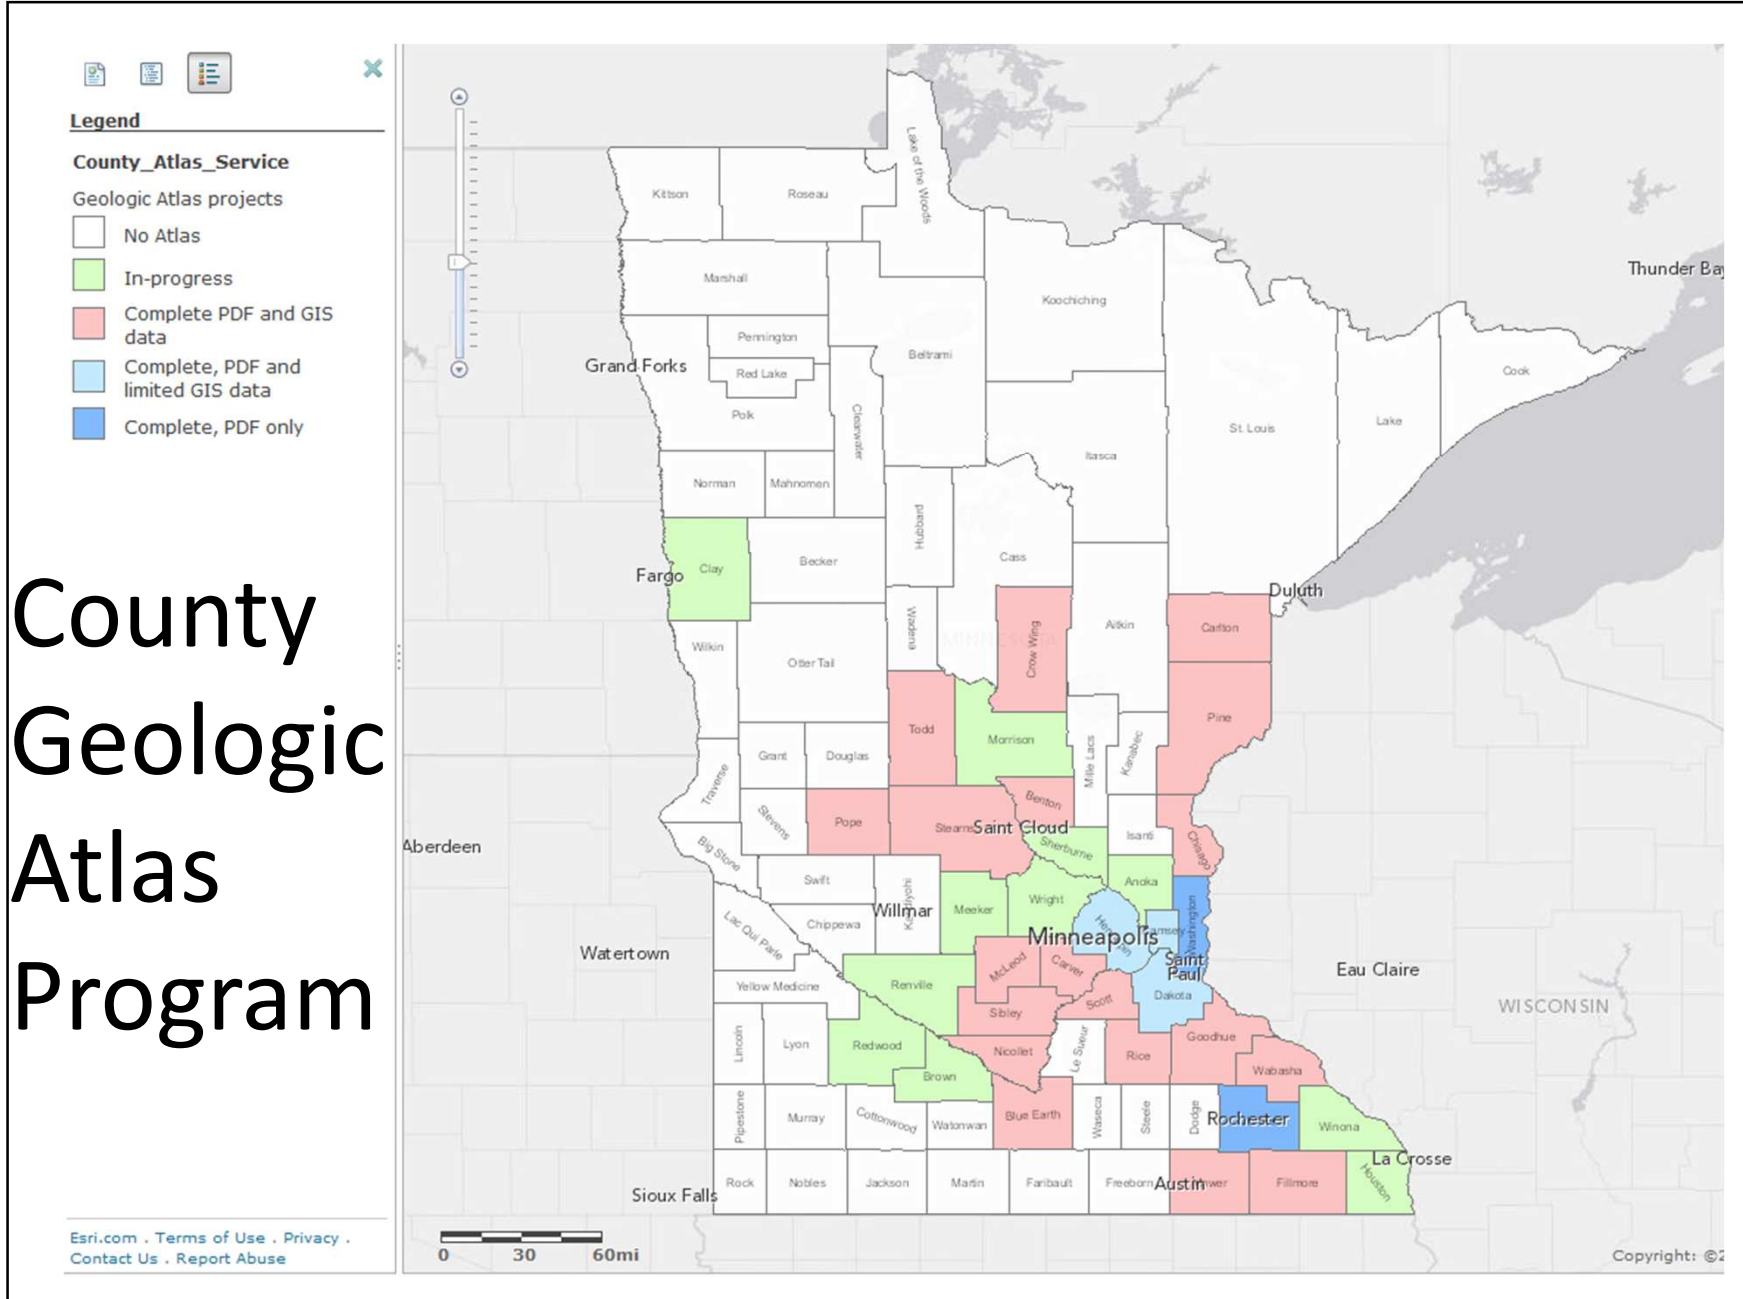 Legend
County_Atlas_Service
Geologic Atlas projects
No Atlas
In-progress
Complete PDF and GIS
data
Complete, PDF and
limited GIS data
Complete, PDF only
County
Geologic
Atlas
Program
Esri.com . Terms of Use . Privacy .
Contact Us . Report Abuse
Kittson
Roseau
Lake of the Woods
Marshall
Koochiching
Thunder Bay
Pennington
Beltrami
Grand Forks
Red Lake
Cook
Polk
Clearwater
St. Louis
Lake
Itasca
Norman
Mahnomen
Hubbard
Cass
Becker
Clay
Fargo
Duluth
Wadena
Aitkin
Carlton
MINNESOTA
Crow Wing
Wilkin
Otter Tail
Pine
Todd
Morrison
Mille Lacs
Kanabec
Grant
Douglas
Traverse
Stevens
Pope
Stearns
Benton
Saint Cloud
Isanti
Chisago
Sherburne
Aberdeen
Big Stone
Swift
Anoka
Meeker
Wright
Willmar
Chippewa
Lac Qui Parle
Washington
Minneapolis
Watertown
Saint
Paul
McLeod
Carver
Eau Claire
Yellow Medicine
Renville
Dakota
Scott
Sibley
WISCONSIN
Lincoln
Lyon
Redwood
Nicollet
Le Sueur
Rice
Goodhue
Wabasha
Brown
Pipestone
Murray
Cottonwood
Watonwan
Blue Earth
Waseca
Steele
Dodge
Rochester
Winona
La Crosse
Sioux Falls
Rock
Nobles
Jackson
Martin
Faribault
Freeborn
Austin
Fillmore
Houston
0 30 60mi
Copyright: ©2